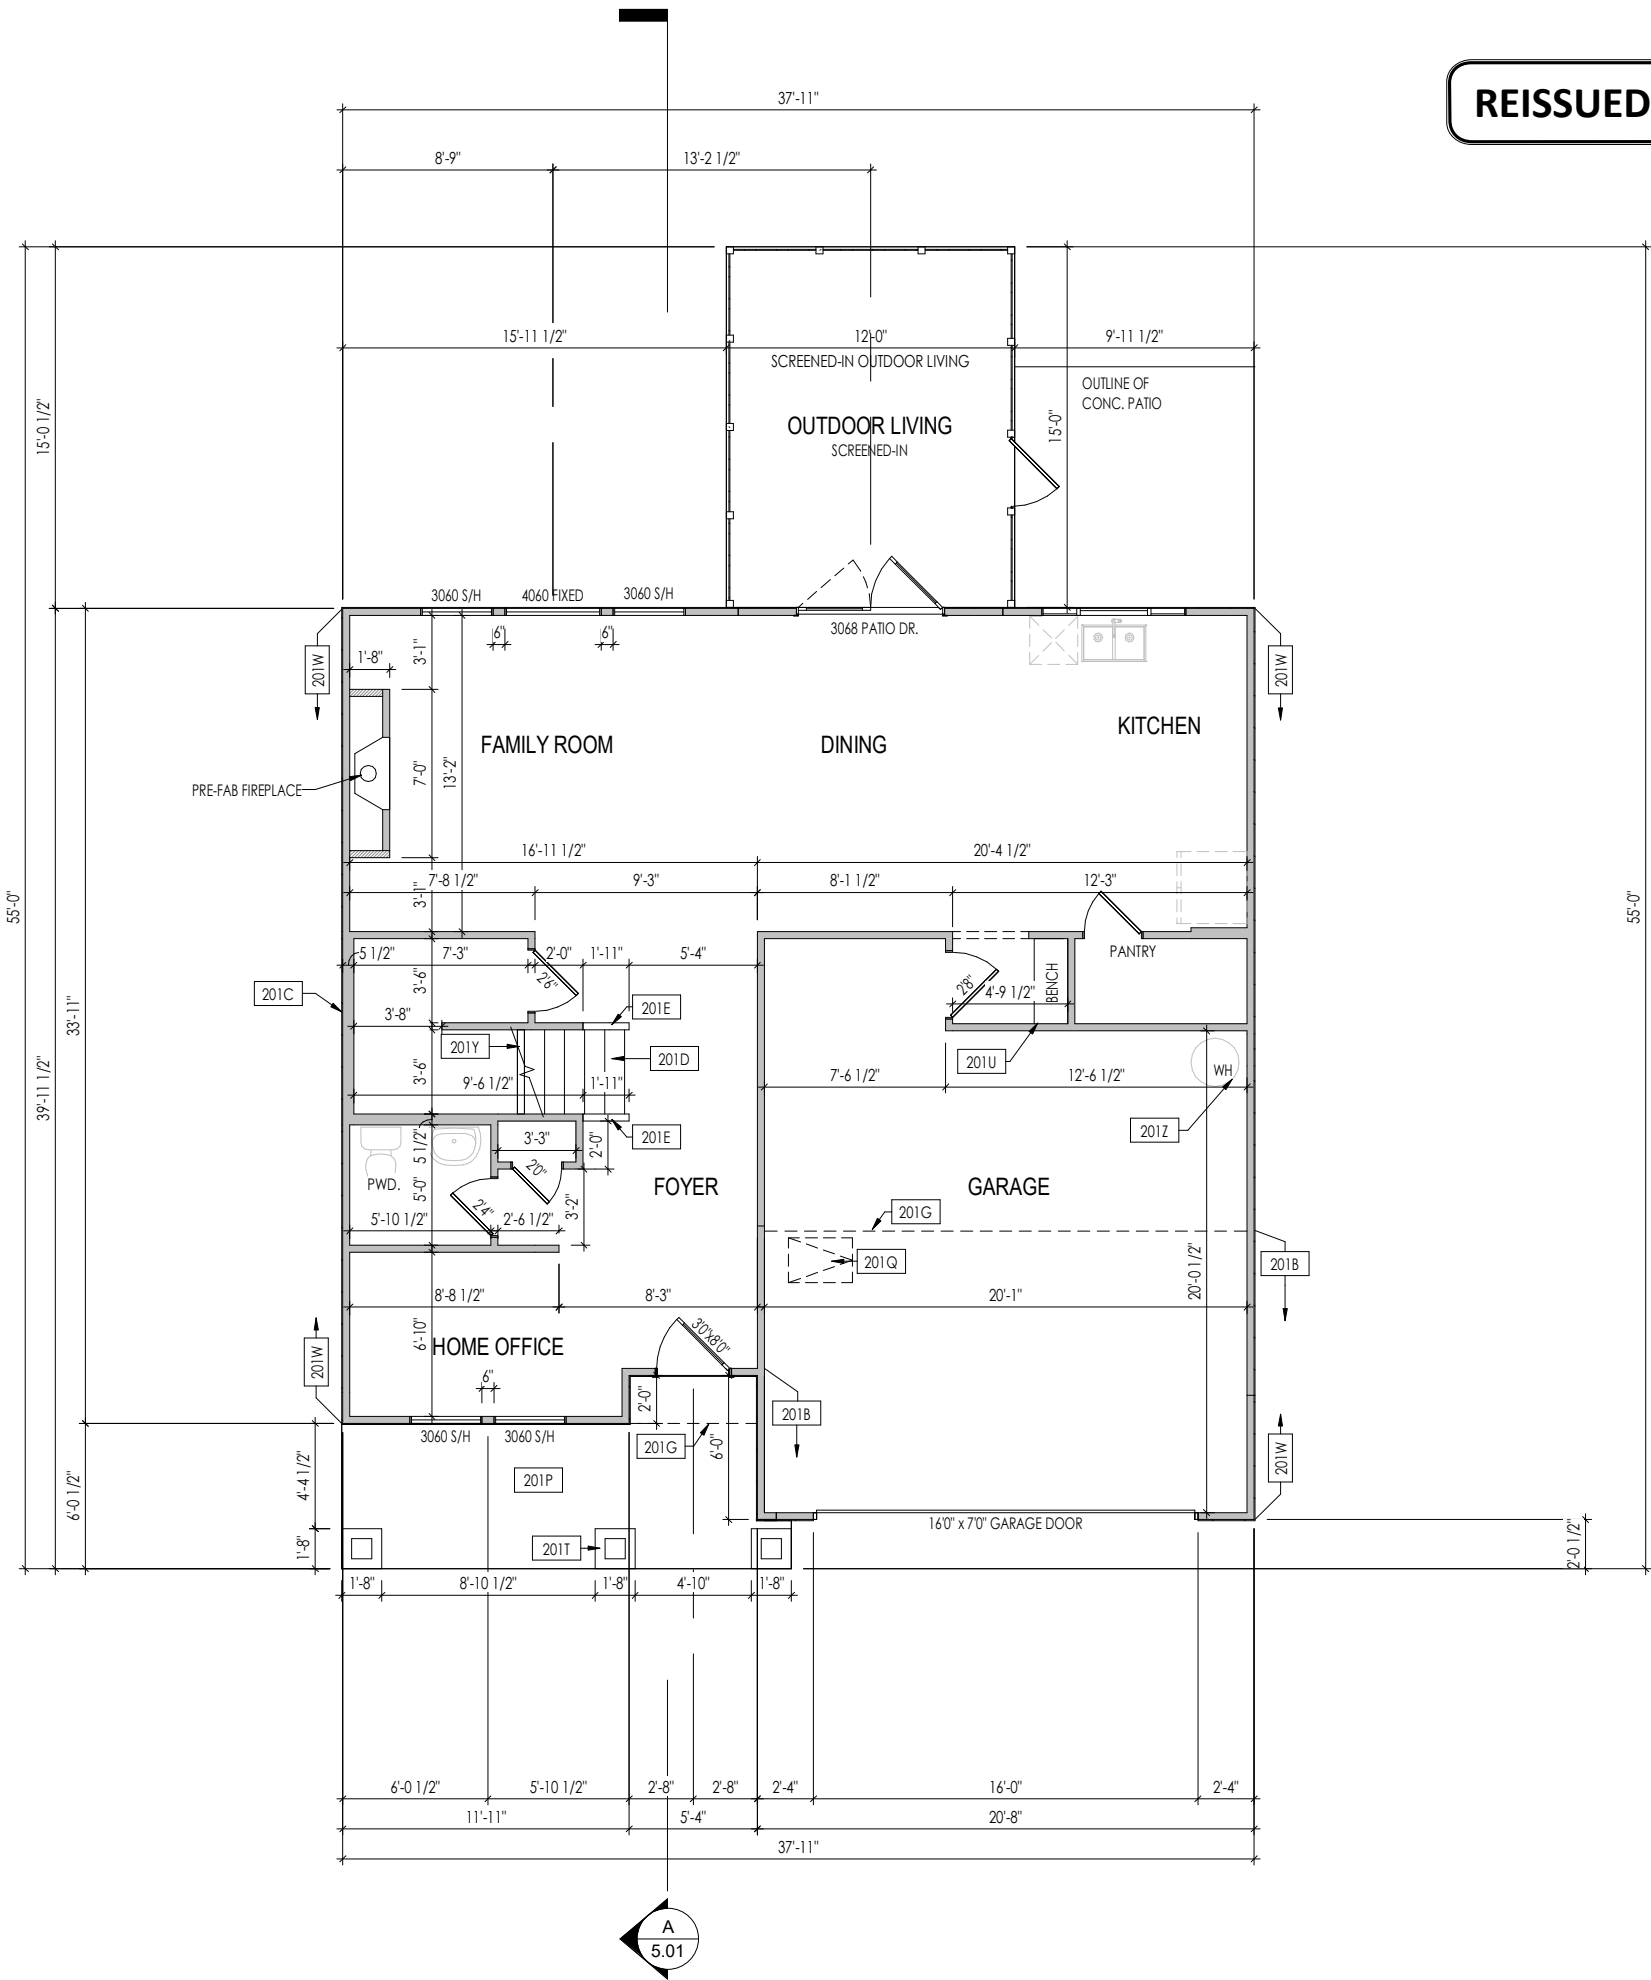 REISSUED
37'-11"
8'-9"
13'-2 1/2"
15'-11 1/2"
12'-0"
9'-11 1/2"
SCREENED-IN OUTDOOR LIVING
OUTLINE OF
CONC. PATIO
OUTDOOR LIVING
SCREENED-IN
15'-0"
15'-0 1/2"
55'-0"
39'-11 1/2"
33'-11"
6'-0 1/2"
55'-0"
3060 S/H
4060 FIXED
3060 S/H
3068 PATIO DR.
6"
6"
201W
201W
1'-8"
3'-1"
7'-0"
13'-2"
3'-1"
FAMILY ROOM
DINING
KITCHEN
PRE-FAB FIREPLACE
16'-11 1/2"
20'-4 1/2"
7'-8 1/2"
9'-3"
8'-1 1/2"
12'-3"
5 1/2"
7'-3"
2'-0"
1'-11"
5'-4"
PANTRY
BENCH
2'6"
2'8"
4'-9 1/2"
3'-6"
3'-8"
201C
201E
201Y
201D
201U
WH
3'-6"
9'-6 1/2"
1'-11"
7'-6 1/2"
12'-6 1/2"
201Z
201E
5 1/2"
3'-3"
2'-0"
2'0"
PWD.
5'-0"
FOYER
GARAGE
2'4"
3'-2"
5'-10 1/2"
2'-6 1/2"
201G
201Q
201B
20'-0 1/2"
8'-8 1/2"
8'-3"
20'-1"
6'-10"
HOME OFFICE
3'0"x8'0"
201W
6"
2'-0"
201B
3060 S/H
3060 S/H
201G
6'-0"
201W
201P
4'-4 1/2"
1'-8"
201T
16'0" x 7'0" GARAGE DOOR
2'-0 1/2"
1'-8"
8'-10 1/2"
1'-8"
4'-10"
1'-8"
6'-0 1/2"
5'-10 1/2"
2'-8"
2'-8"
2'-4"
16'-0"
2'-4"
11'-11"
5'-4"
20'-8"
37'-11"
A
5.01